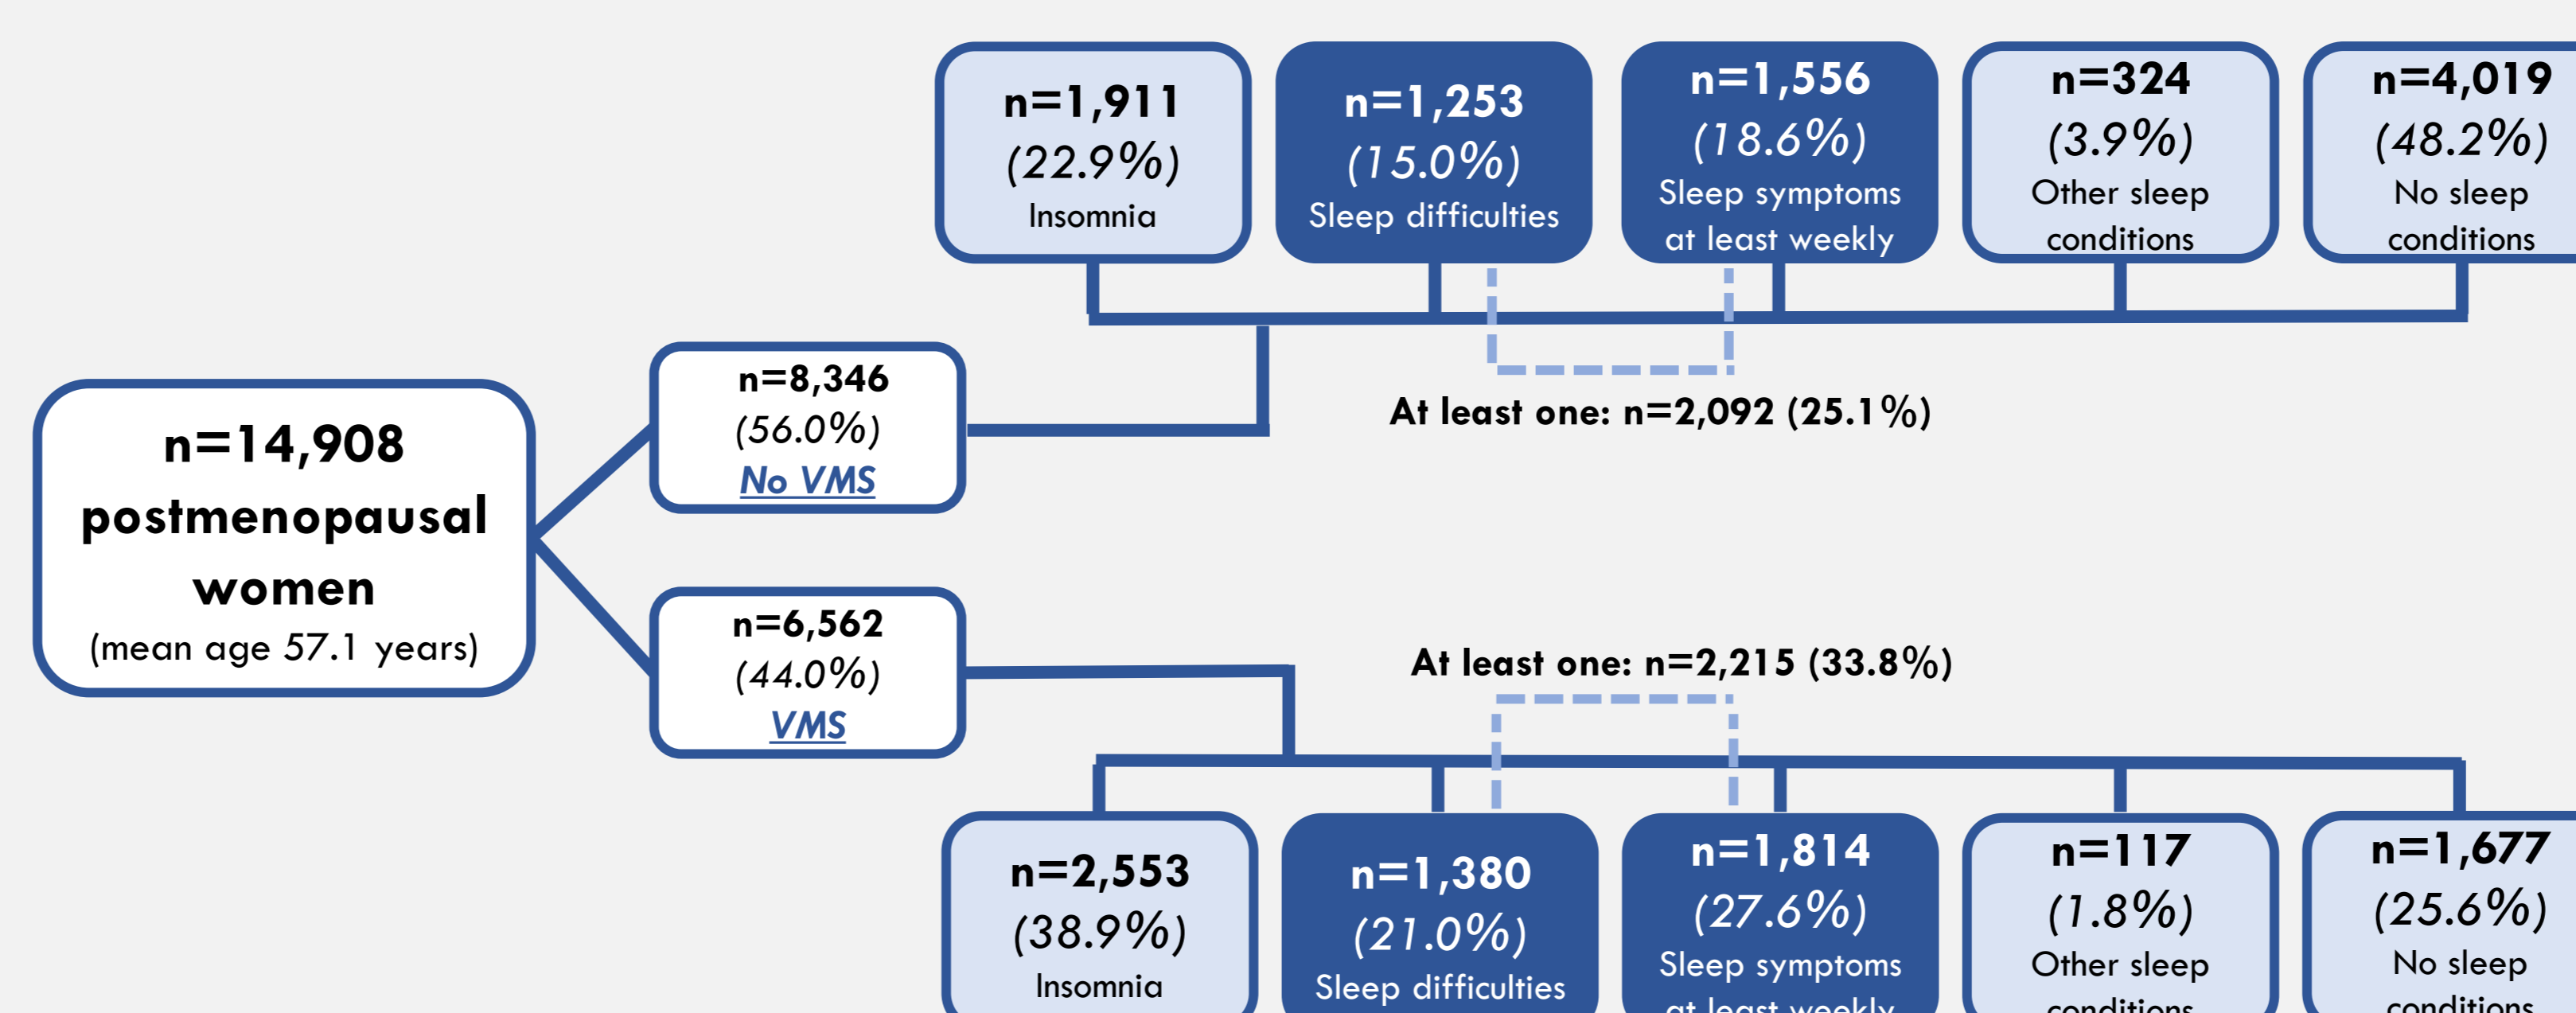 n=1,911
(22.9%)
Insomnia
n=1,253
(15.0%)
Sleep difficulties
n=1,556
(18.6%)
Sleep symptoms
at least weekly
n=324
(3.9%)
Other sleep
conditions
n=4,019
(48.2%)
No sleep
conditions
At least one: n=2,092 (25.1%)
n=8,346
(56.0%)
No VMS
n=14,908
postmenopausal
women
(mean age 57.1 years)
n=6,562
(44.0%)
VMS
At least one: n=2,215 (33.8%)
n=2,553
(38.9%)
Insomnia
n=1,380
(21.0%)
Sleep difficulties
n=1,814
(27.6%)
Sleep symptoms
at least weekly
n=117
(1.8%)
Other sleep
conditions
n=1,677
(25.6%)
No sleep
conditions